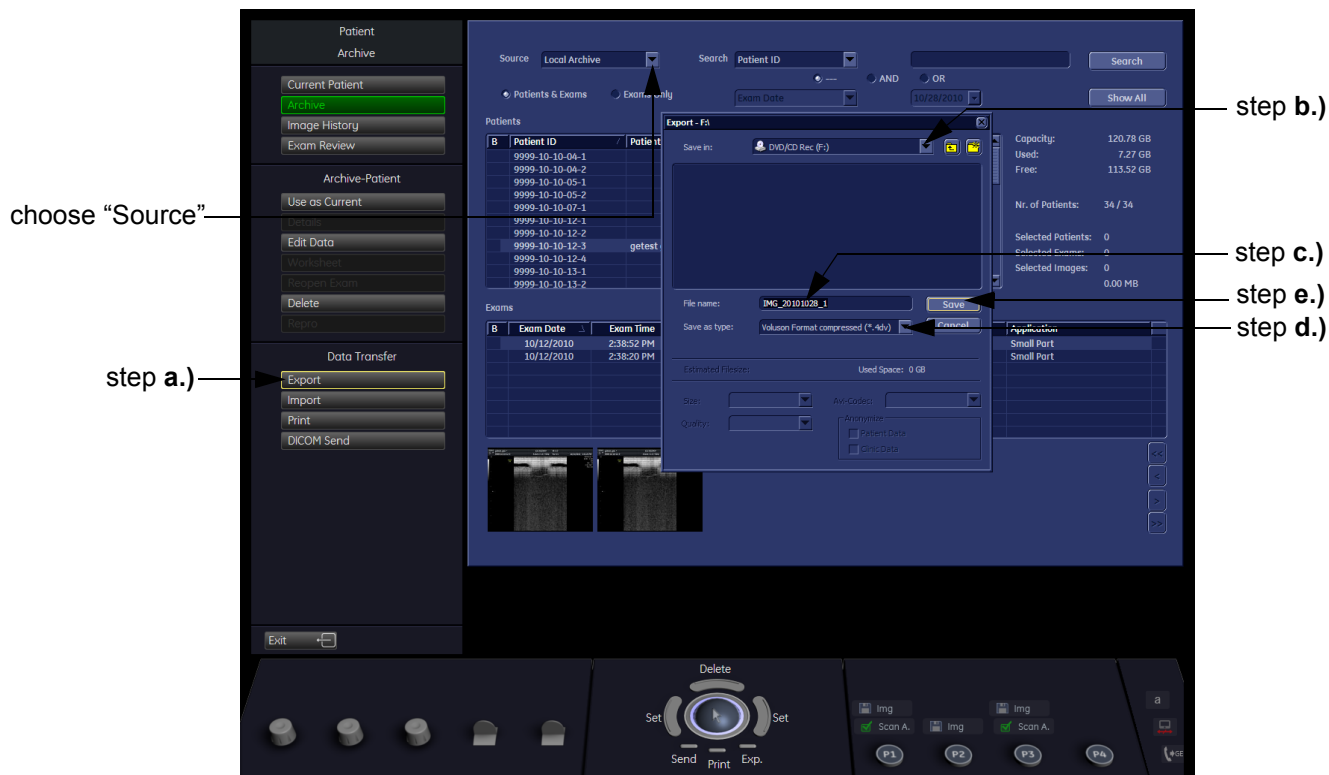 Patient
Archive
Current Patient
Archive
Image History
Exam Review
Archive-Patient
Use as Current
Details
Edit Data
Worksheet
Reopen Exam
Delete
Repro
Data Transfer
Export
Import
Print
DICOM Send
Exit
choose “Source”
step a.)
Source Local Archive Search Patient ID Search
--- AND OR
Patients & Exams Exams Only Exam Date 10/28/2010 Show All
Patients
B Patient ID / Patient
9999-10-10-04-1
9999-10-10-04-2
9999-10-10-05-1
9999-10-10-05-2
9999-10-10-07-1
9999-10-10-12-1
9999-10-10-12-2
9999-10-10-12-3 getest
9999-10-10-12-4
9999-10-10-13-1
9999-10-10-13-2
Exams
B Exam Date Exam Time Application
10/12/2010 2:38:52 PM Small Part
10/12/2010 2:38:20 PM Small Part
Export - F:\
Save in: DVD/CD Rec (F:)
File name: IMG_20101028_1 Save
Save as type: Voluson Format compressed (*.4dv) Cancel
Estimated Filesize: Used Space: 0 GB
Size: Avi-Codec:
Quality: Anonymize
Patient Data
Clinic Data
Capacity: 120.78 GB
Used: 7.27 GB
Free: 113.52 GB
Nr. of Patients: 34 / 34
Selected Patients: 0
Selected Exams: 0
Selected Images: 0
0.00 MB
<<
<
>
>>
step b.)
step c.)
step e.)
step d.)
Delete
Set Set
Send Print Exp.
Img Img
Scan A. Img Scan A.
P1 P2 P3 P4
a
GE